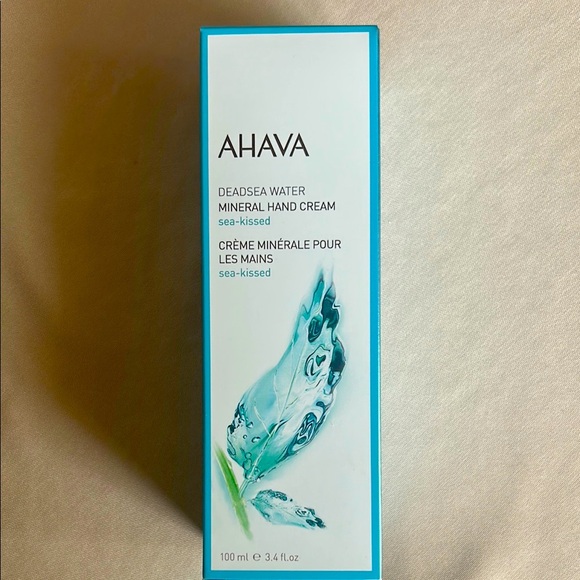 AHAVA
DEADSEA WATER
MINERAL HAND CREAM
sea-kissed
CRÈME MINÉRALE POUR
LES MAINS
sea-kissed
100 ml ℮ 3.4 fl.oz